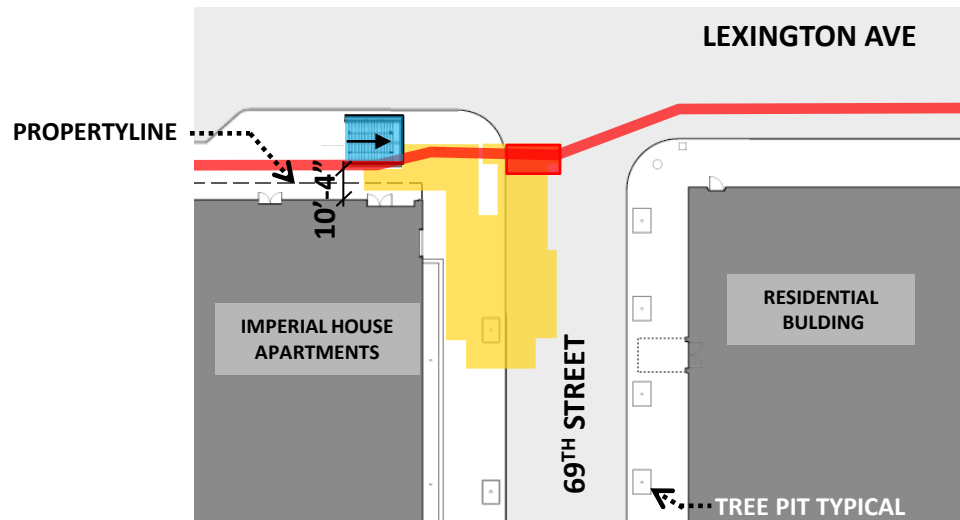 LEXINGTON AVE
PROPERTYLINE
10'-4"
IMPERIAL HOUSE
APARTMENTS
RESIDENTIAL
BULDING
69TH STREET
TREE PIT TYPICAL